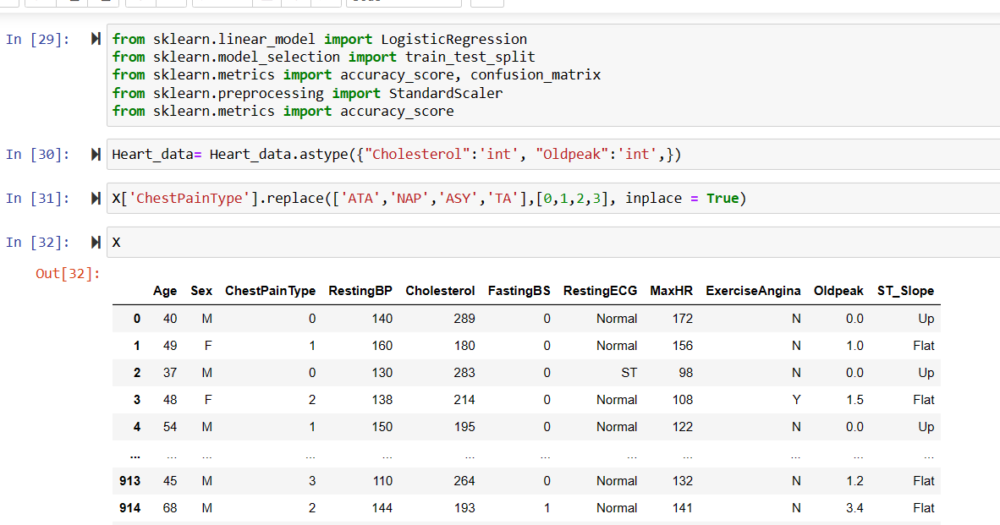 In [29]:
from sklearn.linear_model import LogisticRegression
from sklearn.model_selection import train_test_split
from sklearn.metrics import accuracy_score, confusion_matrix
from sklearn.preprocessing import StandardScaler
from sklearn.metrics import accuracy_score
In [30]:
Heart_data= Heart_data.astype({"Cholesterol":'int', "Oldpeak":'int',})
In [31]:
X['ChestPainType'].replace(['ATA','NAP','ASY','TA'],[0,1,2,3], inplace = True)
In [32]:
X
Out[32]:
Age Sex ChestPainType RestingBP Cholesterol FastingBS RestingECG MaxHR ExerciseAngina Oldpeak ST_Slope
0 40 M 0 140 289 0 Normal 172 N 0.0 Up
1 49 F 1 160 180 0 Normal 156 N 1.0 Flat
2 37 M 0 130 283 0 ST 98 N 0.0 Up
3 48 F 2 138 214 0 Normal 108 Y 1.5 Flat
4 54 M 1 150 195 0 Normal 122 N 0.0 Up
... ... ... ... ... ... ... ... ... ... ... ...
913 45 M 3 110 264 0 Normal 132 N 1.2 Flat
914 68 M 2 144 193 1 Normal 141 N 3.4 Flat